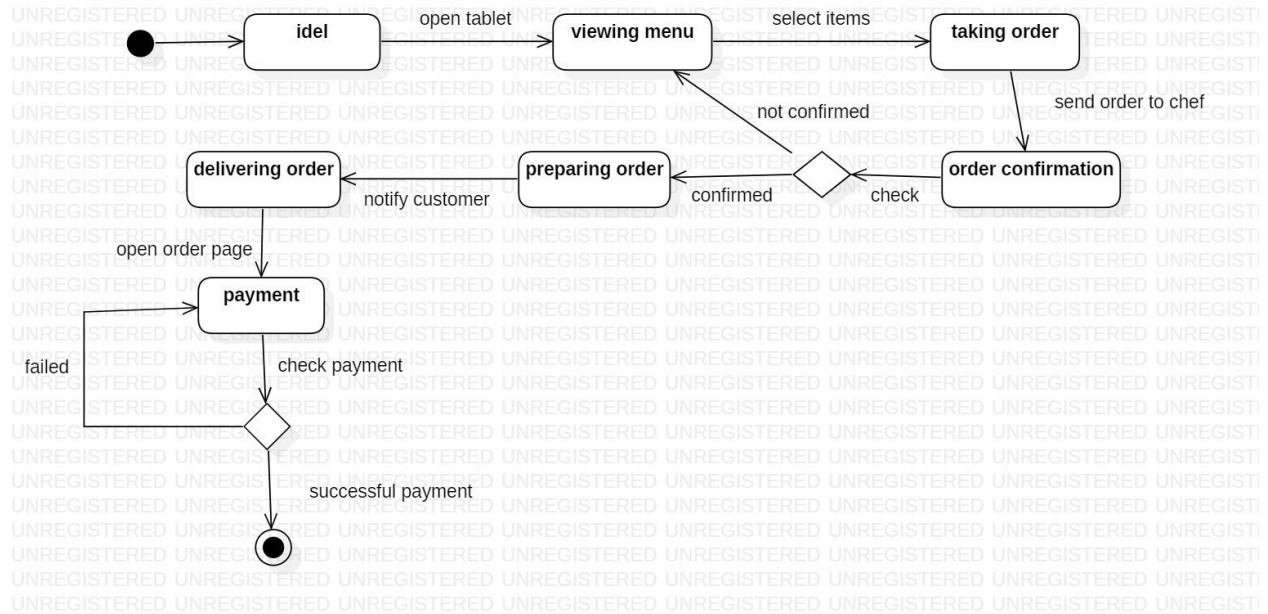 idel
open tablet
viewing menu
select items
taking order
send order to chef
not confirmed
delivering order
notify customer
preparing order
confirmed
check
order confirmation
open order page
payment
failed
check payment
successful payment
UNREGISTERED